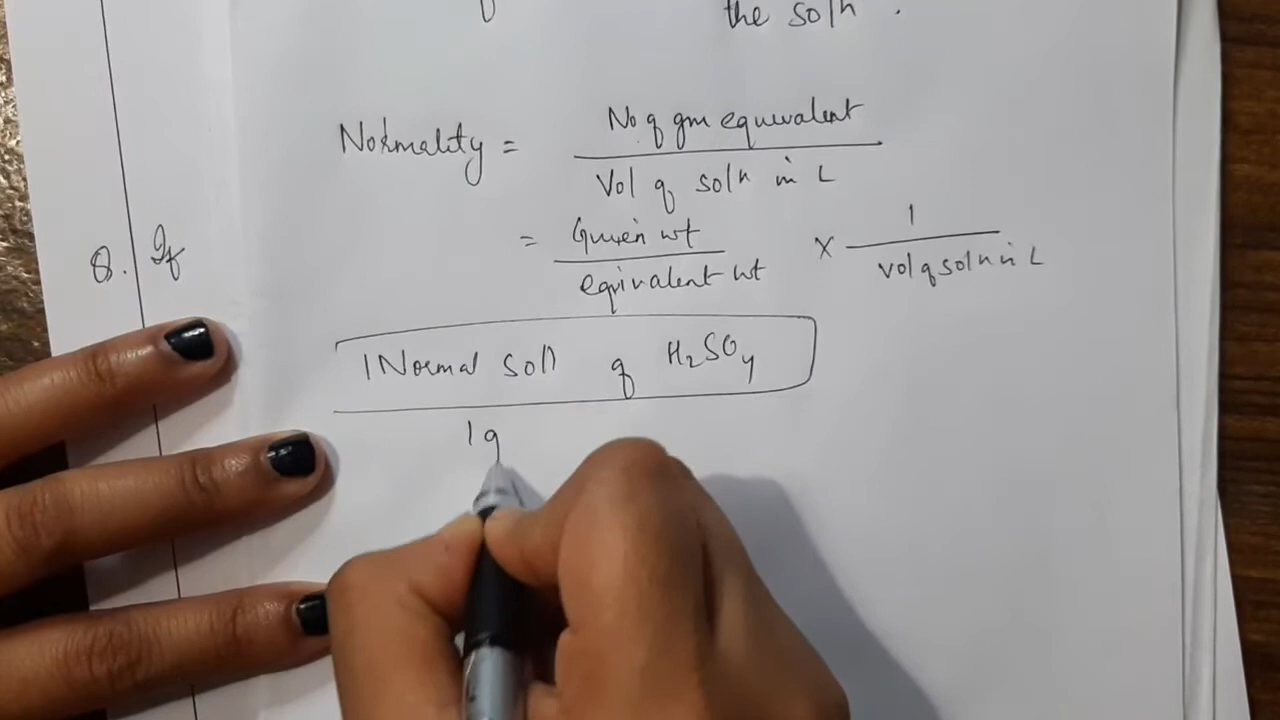 the soln .
Normality = No of gm equivalent
Vol of soln in L
= Given wt × 1
equivalent wt vol of soln in L
Q. If
1 Normal soln of H₂SO₄
1g